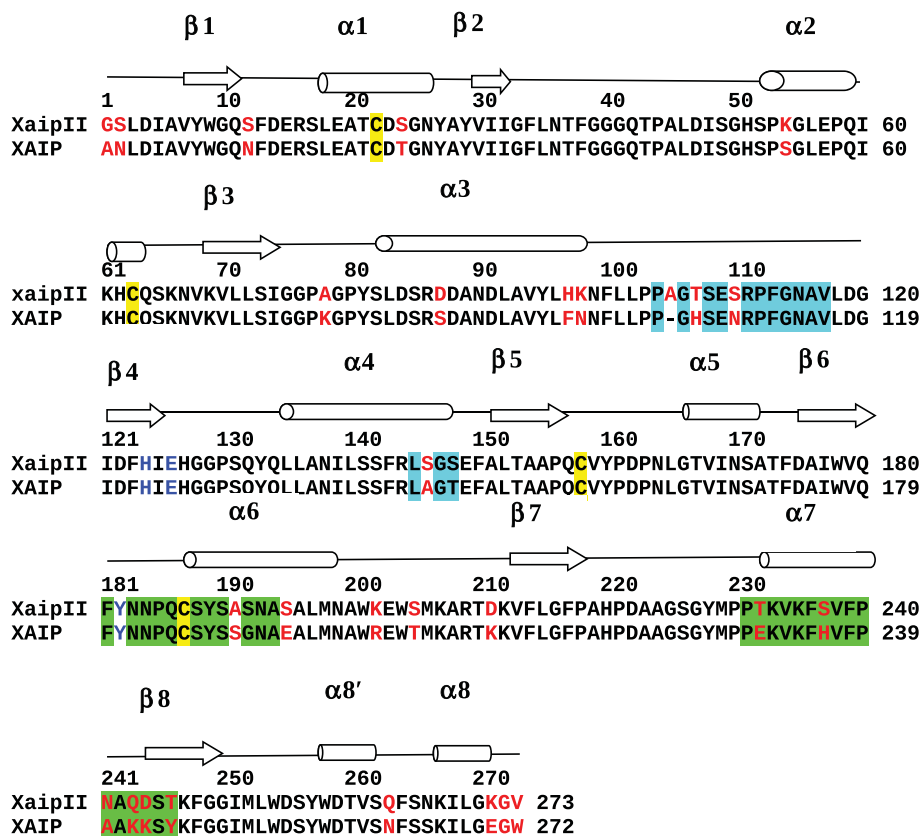 β1 α1 β2 α2
1 10 20 30 40 50
XaipII GSLDIAVYWGQSFDERSLEATCDSGNYAYVIIGFLNTFGGGQTPALDISGHSPKGLEPQI 60
XAIP ANLDIAVYWGQNFDERSLEATCDTGNYAYVIIGFLNTFGGGQTPALDISGHSPSGLEPQI 60
β3 α3
61 70 80 90 100 110
xaipII KHCQSKNVKVLLSIGGPAGPYSLDSRDDANDLAVYLHKNFLLPPAGTSESRPFGNAVLDG 120
XAIP KHCQSKNVKVLLSIGGPKGPYSLDSRSDANDLAVYLFNNFLLPP-GHSENRPFGNAVLDG 119
β4 α4 β5 α5 β6
121 130 140 150 160 170
XaipII IDFHIEHGGPSQYQLLANILSSFRLSGSEFALTAAPQCVYPDPNLGTVINSATFDAIWVQ 180
XAIP IDFHIEHGGPSQYQLLANILSSFRLAGTEFALTAAPQCVYPDPNLGTVINSATFDAIWVQ 179
α6 β7 α7
181 190 200 210 220 230
XaipII FYNNPQCSYSASNASALMNAWKEWSMKARTDKVFLGFPAHPDAAGSGYMPPTKVKFSVFP 240
XAIP FYNNPQCSYSSGNAEALMNAWREWTMKARTKKVFLGFPAHPDAAGSGYMPPEKVKFHVFP 239
β8 α8′ α8
241 250 260 270
XaipII NAQDSTKFGGIMLWDSYWDTVSQFSNKILGKGV 273
XAIP AAKKSYKFGGIMLWDSYWDTVSNFSSKILGEGW 272